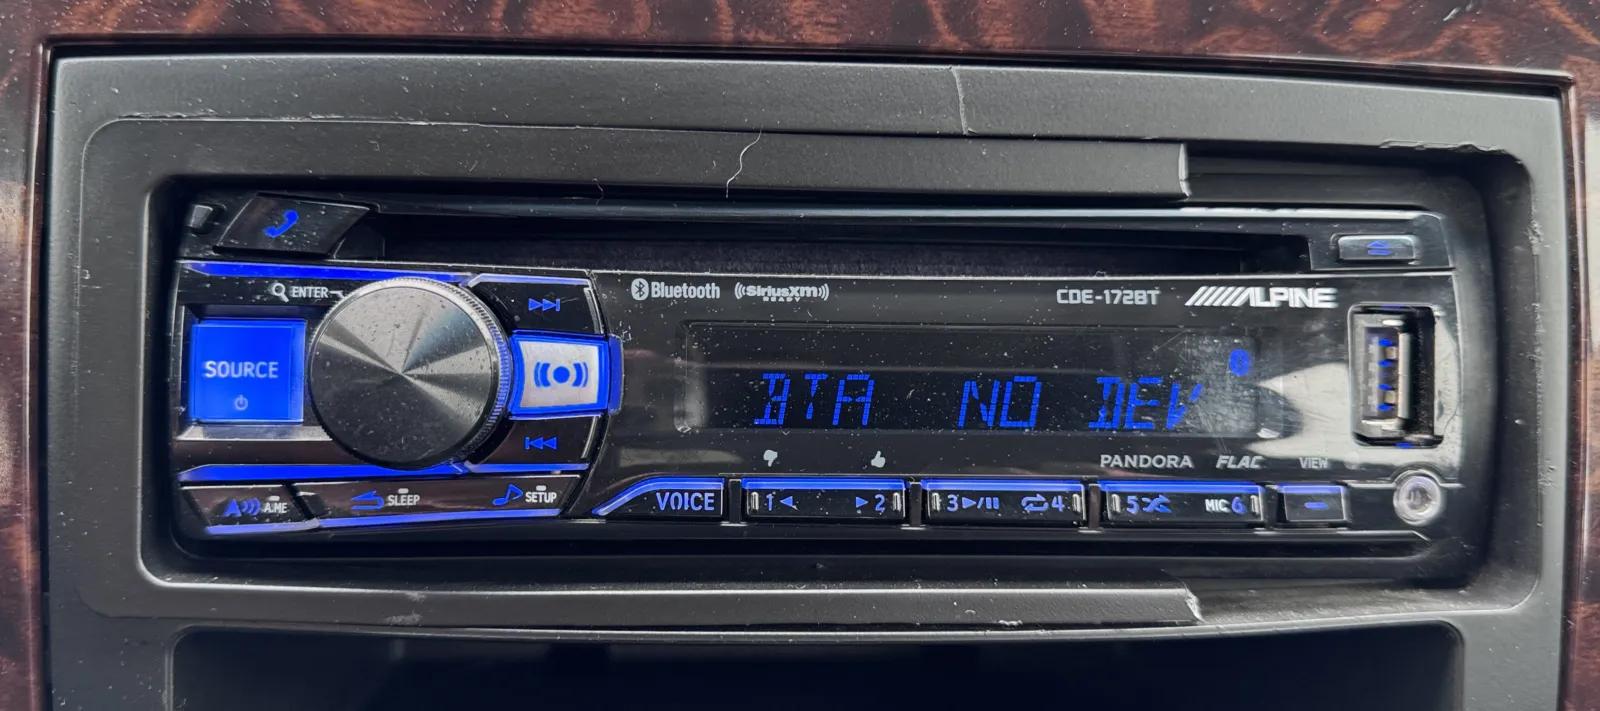 ENTER
Bluetooth
SiriusXm
READY
CDE-172BT
ALPINE
SOURCE
BTA NO DEV
PANDORA FLAC VIEW
A.ME
SLEEP
SETUP
VOICE
1
2
3
4
5
MIC 6